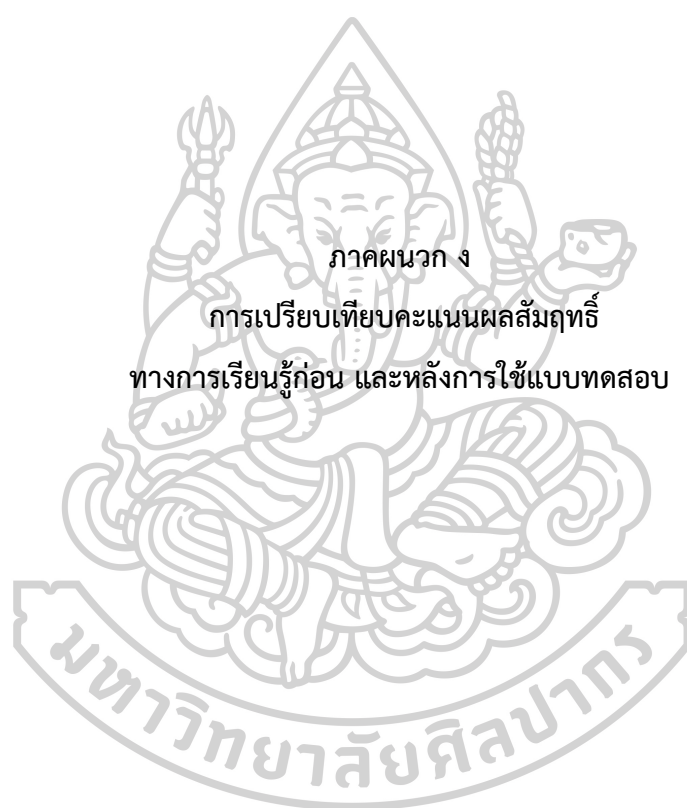 ภาคผนวก ง
การเปรียบเทียบคะแนนผลสัมฤทธิ์
ทางการเรียนรู้ก่อน และหลังการใช้แบบทดสอบ
มหาวิทยาลัยศิลปากร